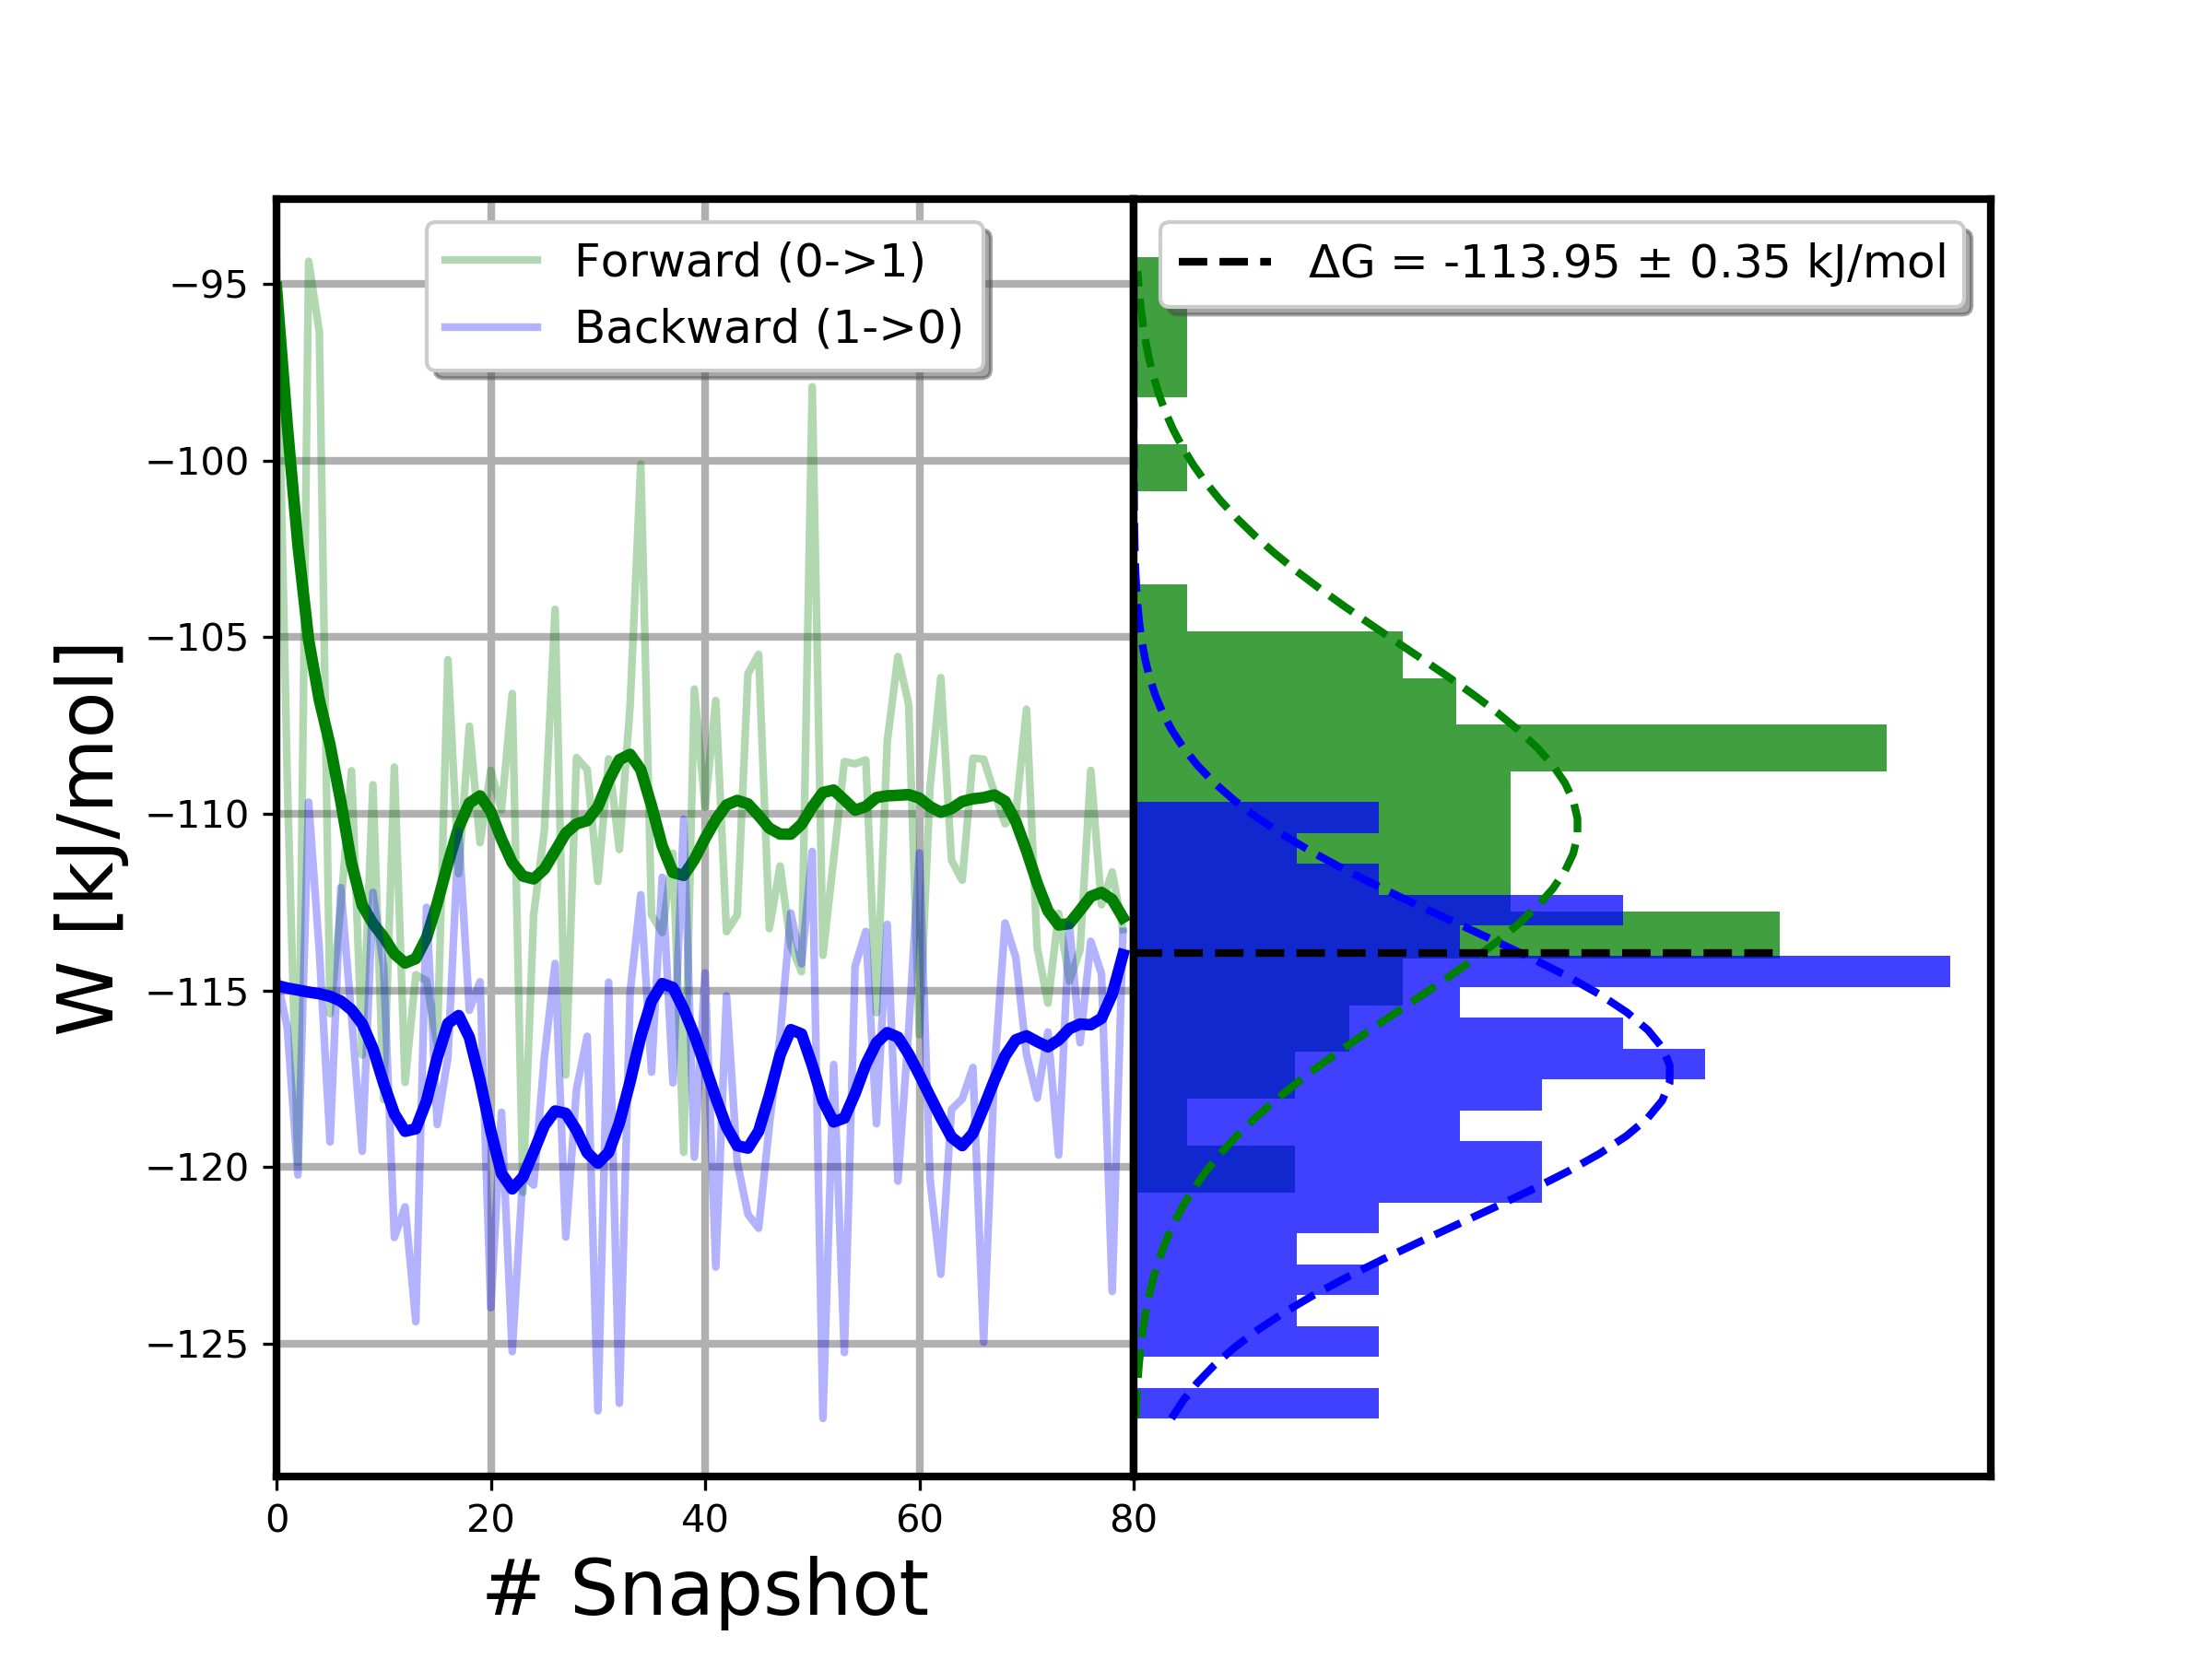 Forward (0->1)
Backward (1->0)
ΔG = -113.95 ± 0.35 kJ/mol
W [kJ/mol]
−95
−100
−105
−110
−115
−120
−125
0 20 40 60 80
# Snapshot